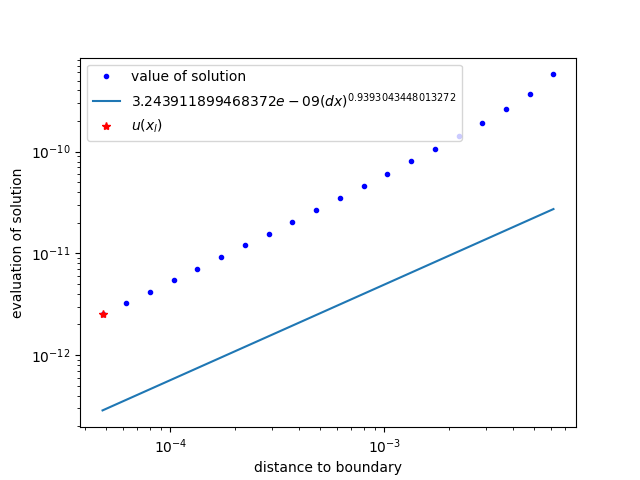 value of solution
3.243911899468372e − 09(dx)^0.9393043448013272
u(x_l)
10^−10
10^−11
10^−12
evaluation of solution
10^−4
10^−3
distance to boundary